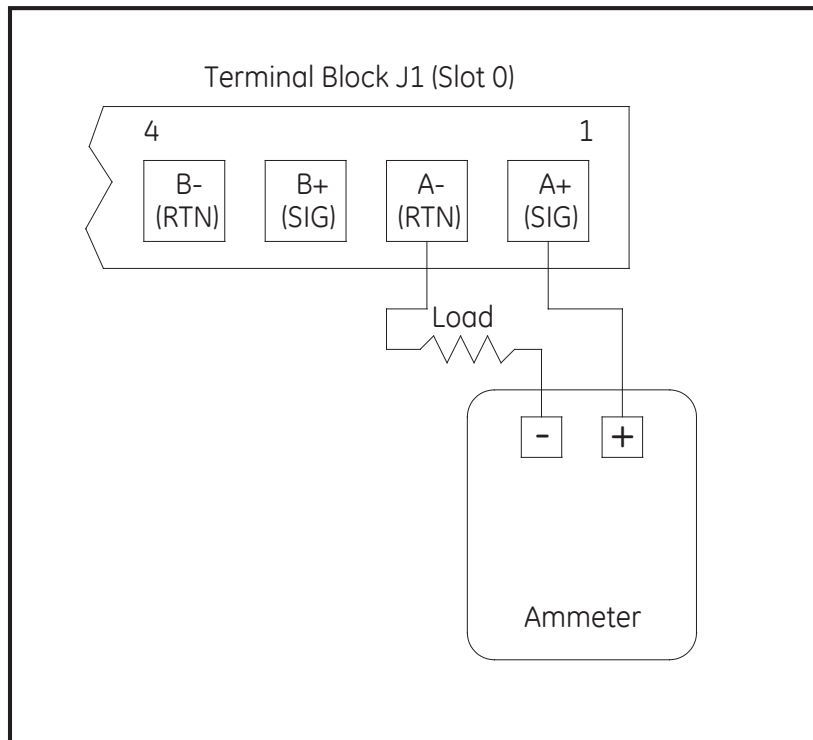 Terminal Block J1 (Slot 0)
4 1
B- B+ A- A+
(RTN) (SIG) (RTN) (SIG)
Load
- +
Ammeter